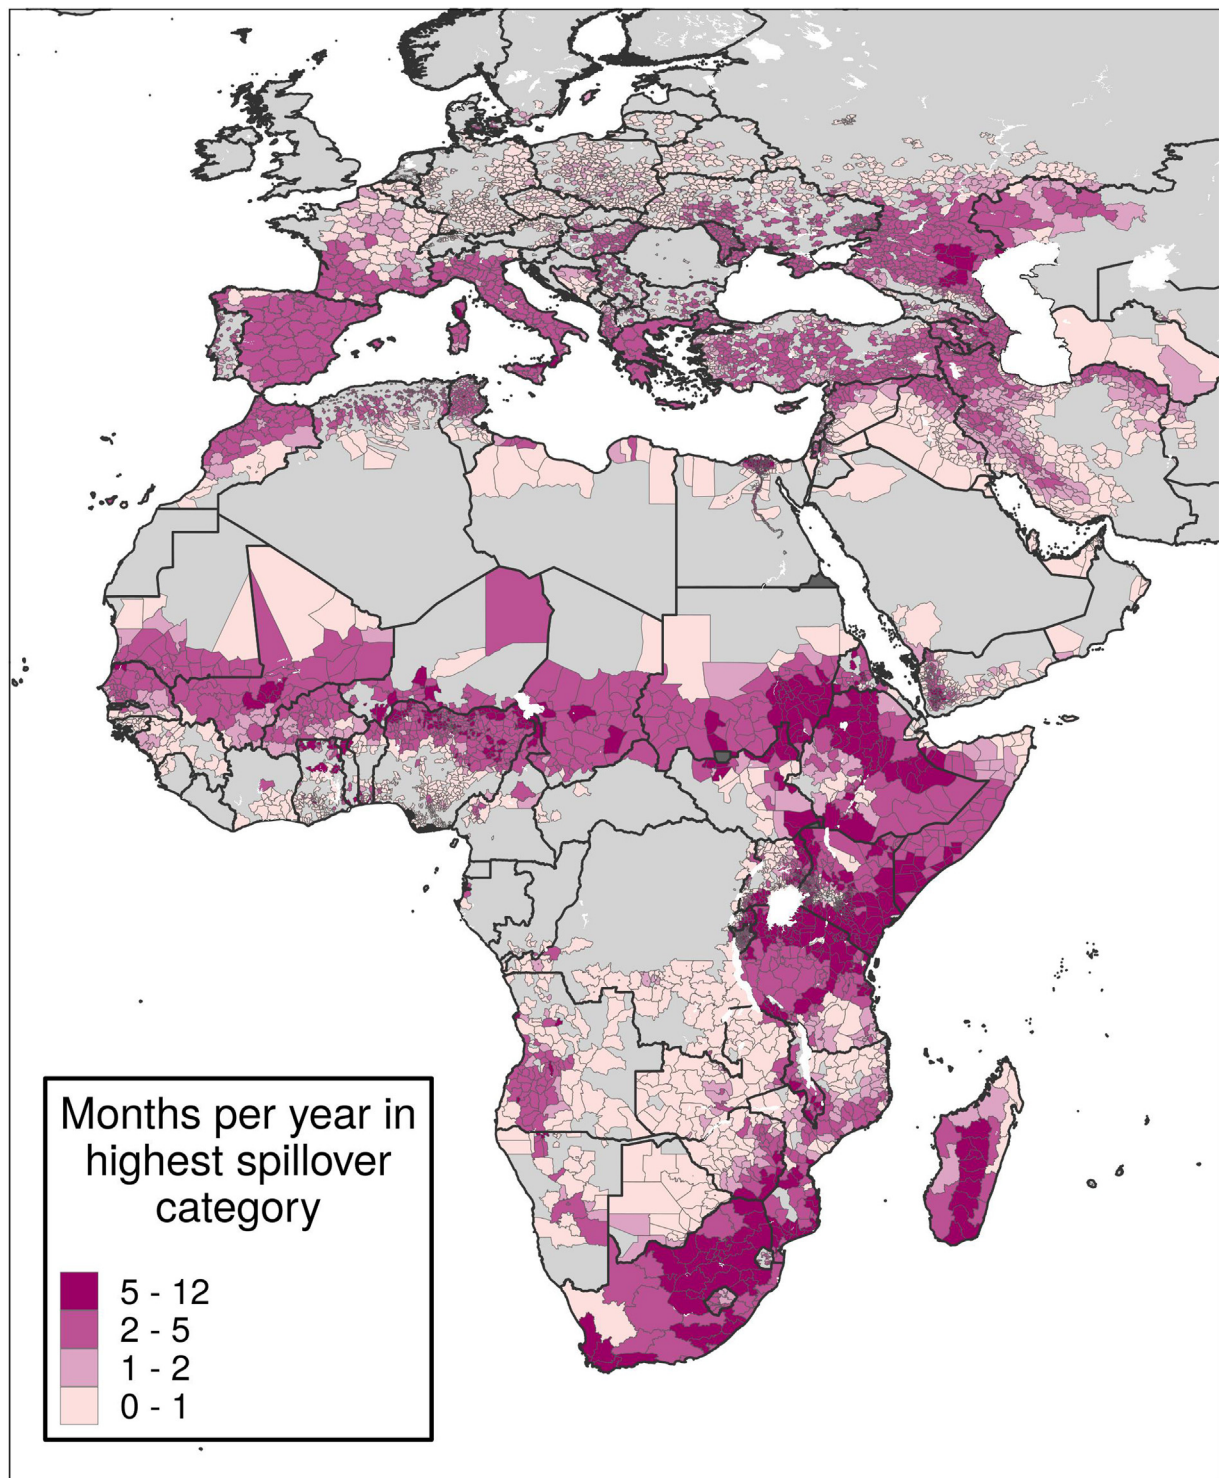 Months per year in
highest spillover
category
5 - 12
2 - 5
1 - 2
0 - 1